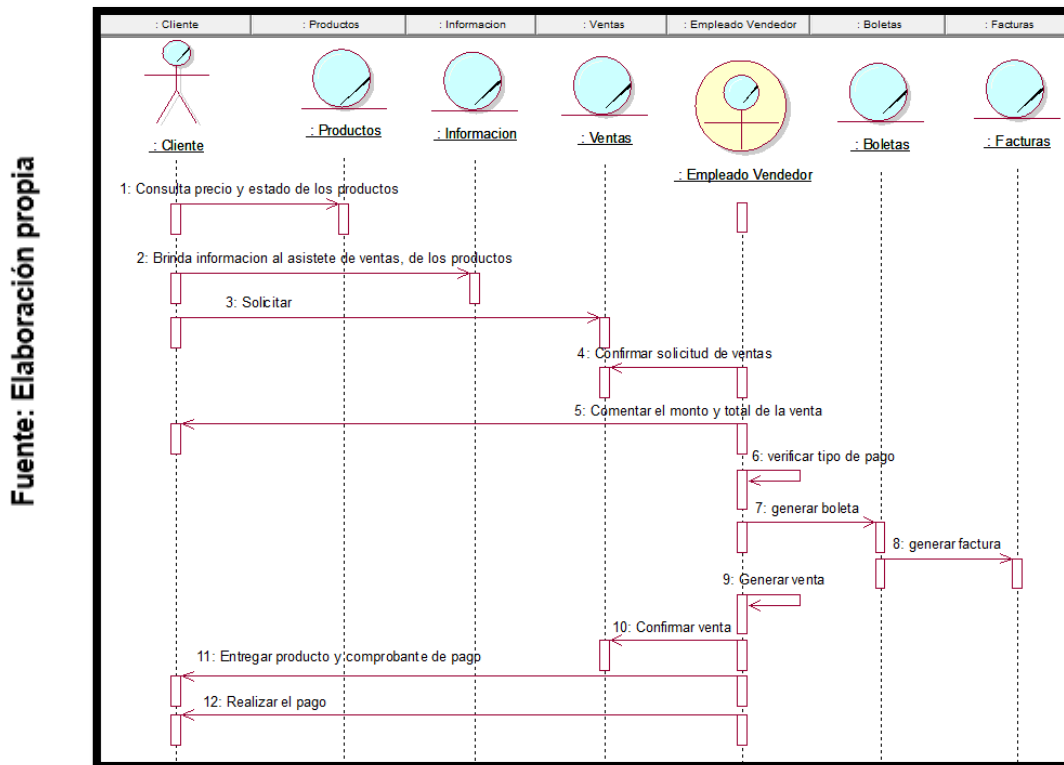 Fuente: Elaboración propia
: Cliente
: Productos
: Informacion
: Ventas
: Empleado Vendedor
: Boletas
: Facturas
: Cliente
: Productos
: Informacion
: Ventas
: Empleado Vendedor
: Boletas
: Facturas
1: Consulta precio y estado de los productos
2: Brinda informacion al asistete de ventas, de los productos
3: Solicitar
4: Confirmar solicitud de ventas
5: Comentar el monto y total de la venta
6: verificar tipo de pago
7: generar boleta
8: generar factura
9: Generar venta
10: Confirmar venta
11: Entregar producto y comprobante de pago
12: Realizar el pago